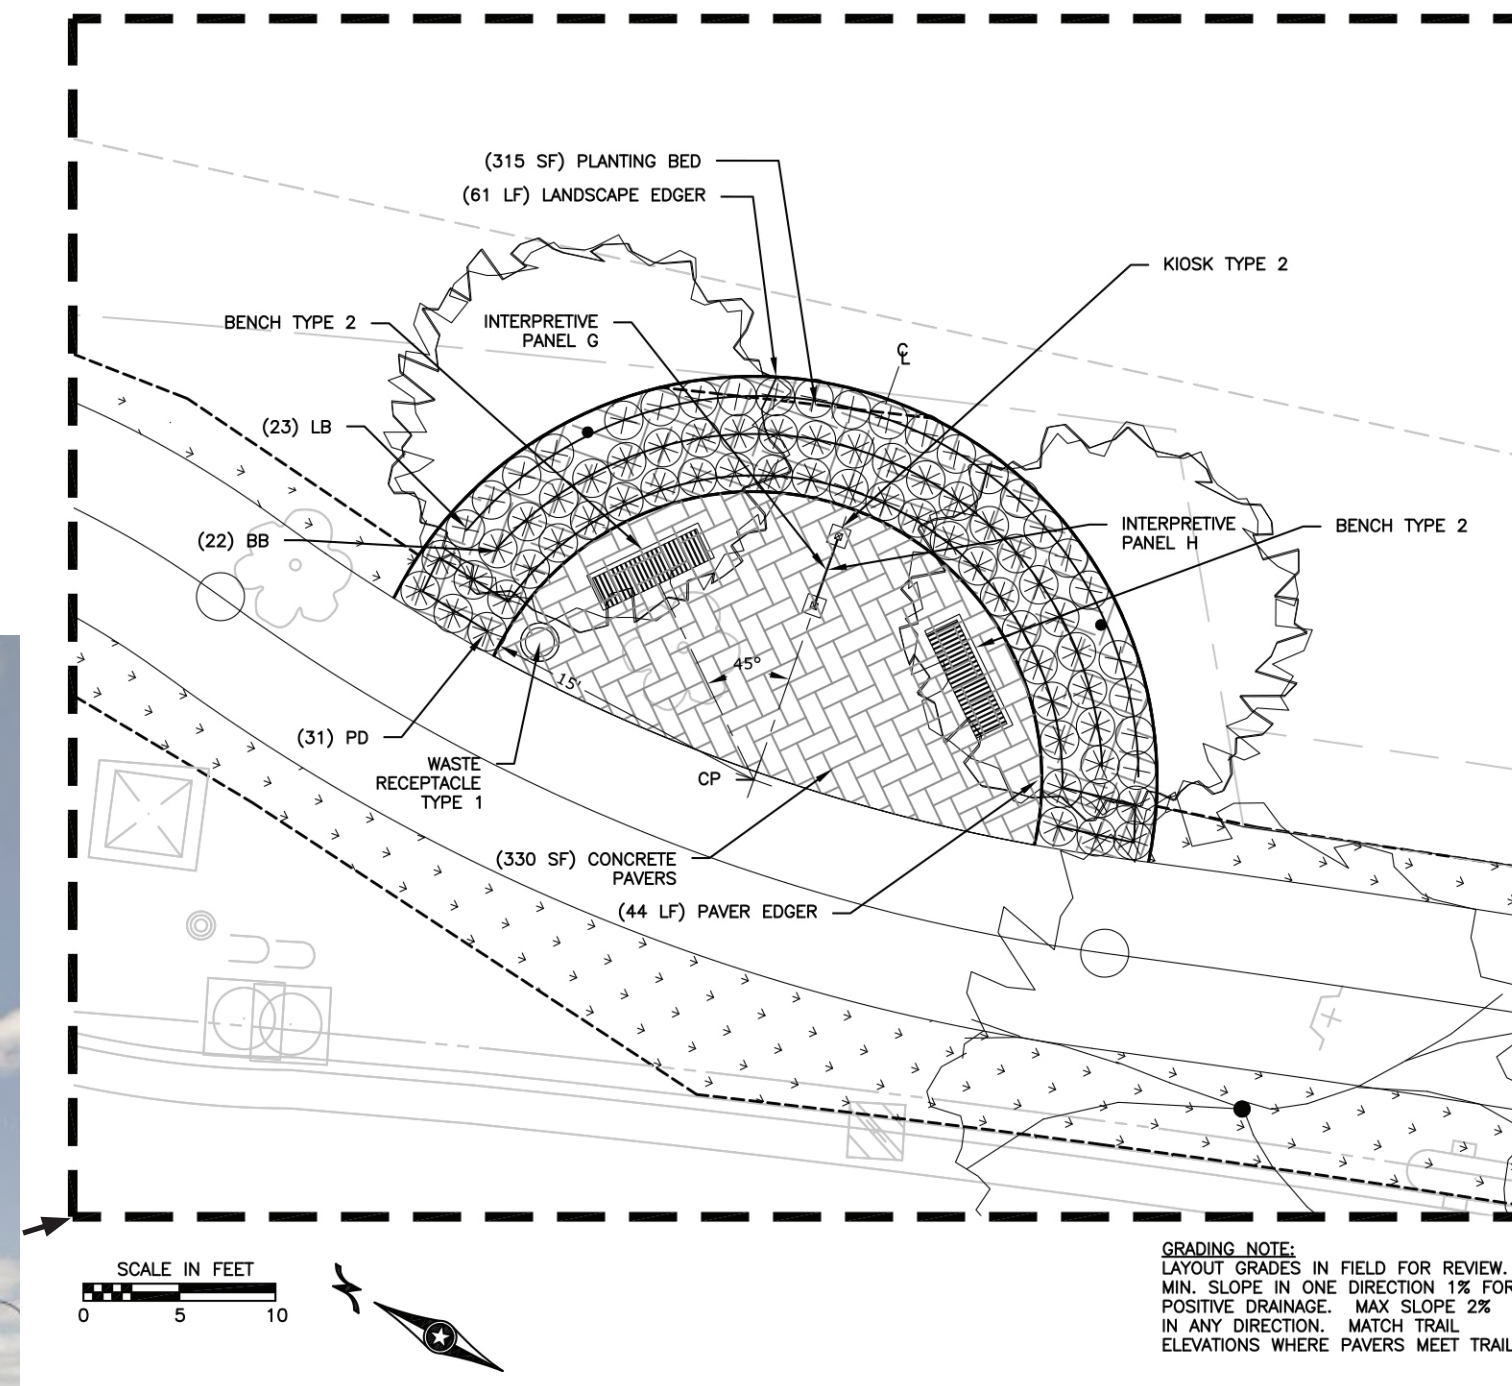 (315 SF) PLANTING BED
(61 LF) LANDSCAPE EDGER
KIOSK TYPE 2
BENCH TYPE 2
INTERPRETIVE
PANEL G
℄
(23) LB
(22) BB
INTERPRETIVE
PANEL H
BENCH TYPE 2
45°
15'
(31) PD
WASTE
RECEPTACLE
TYPE 1
CP
(330 SF) CONCRETE
PAVERS
(44 LF) PAVER EDGER
SCALE IN FEET
0 5 10
N
GRADING NOTE:
LAYOUT GRADES IN FIELD FOR REVIEW.
MIN. SLOPE IN ONE DIRECTION 1% FOR
POSITIVE DRAINAGE. MAX SLOPE 2%
IN ANY DIRECTION. MATCH TRAIL
ELEVATIONS WHERE PAVERS MEET TRAIL